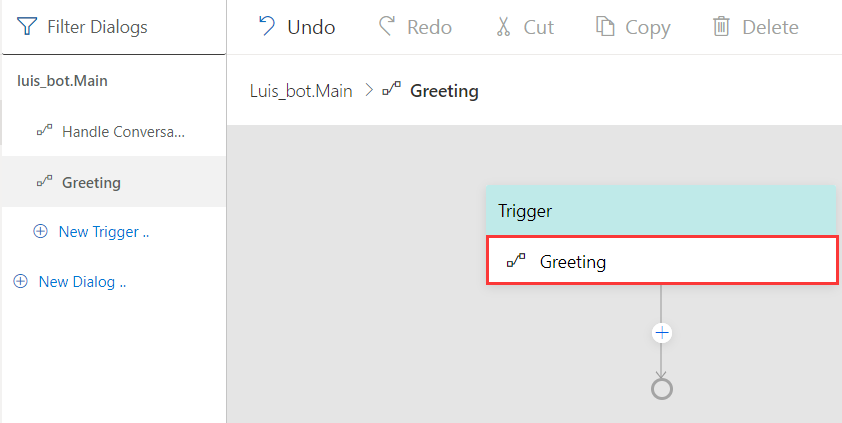 Filter Dialogs
Undo Redo Cut Copy Delete
luis_bot.Main
Luis_bot.Main > Greeting
Handle Conversa...
Greeting
New Trigger ..
New Dialog ..
Trigger
Greeting